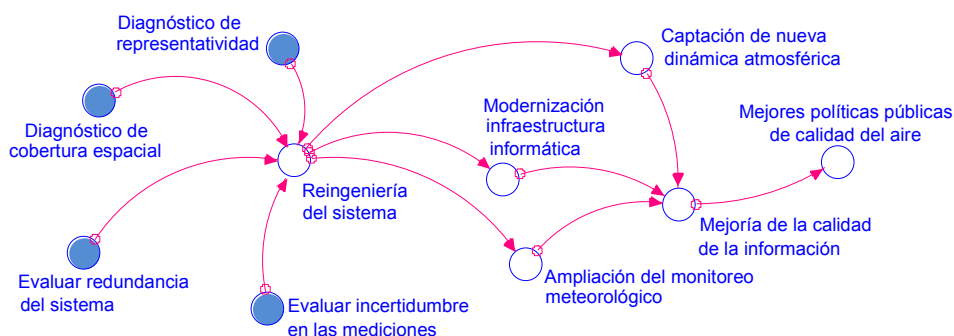 Diagnóstico de
representatividad
Captación de nueva
dinámica atmosférica
Diagnóstico de
cobertura espacial
Modernización
infraestructura
informática
Mejores políticas públicas
de calidad del aire
Reingeniería
del sistema
Mejoría de la calidad
de la información
Evaluar redundancia
del sistema
Ampliación del monitoreo
meteorológico
Evaluar incertidumbre
en las mediciones